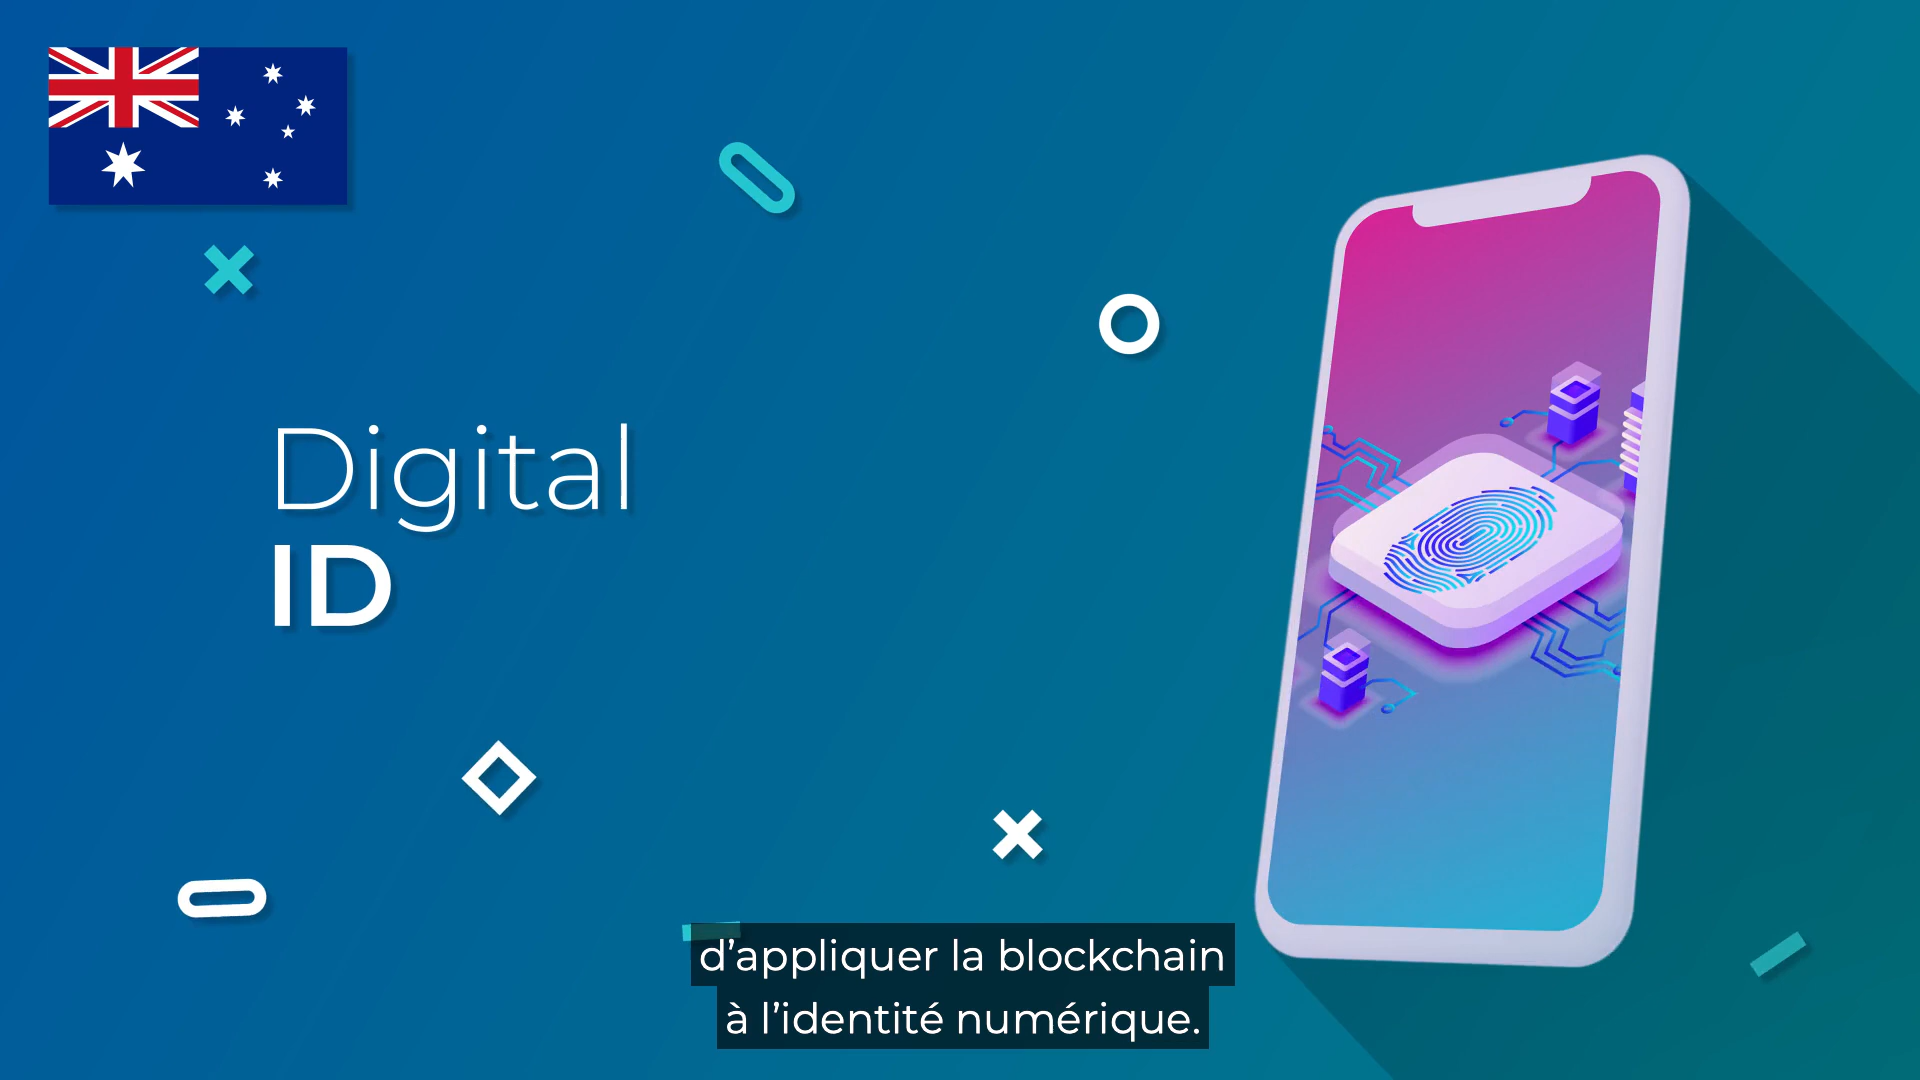 Digital
ID
d’appliquer la blockchain
à l’identité numérique.